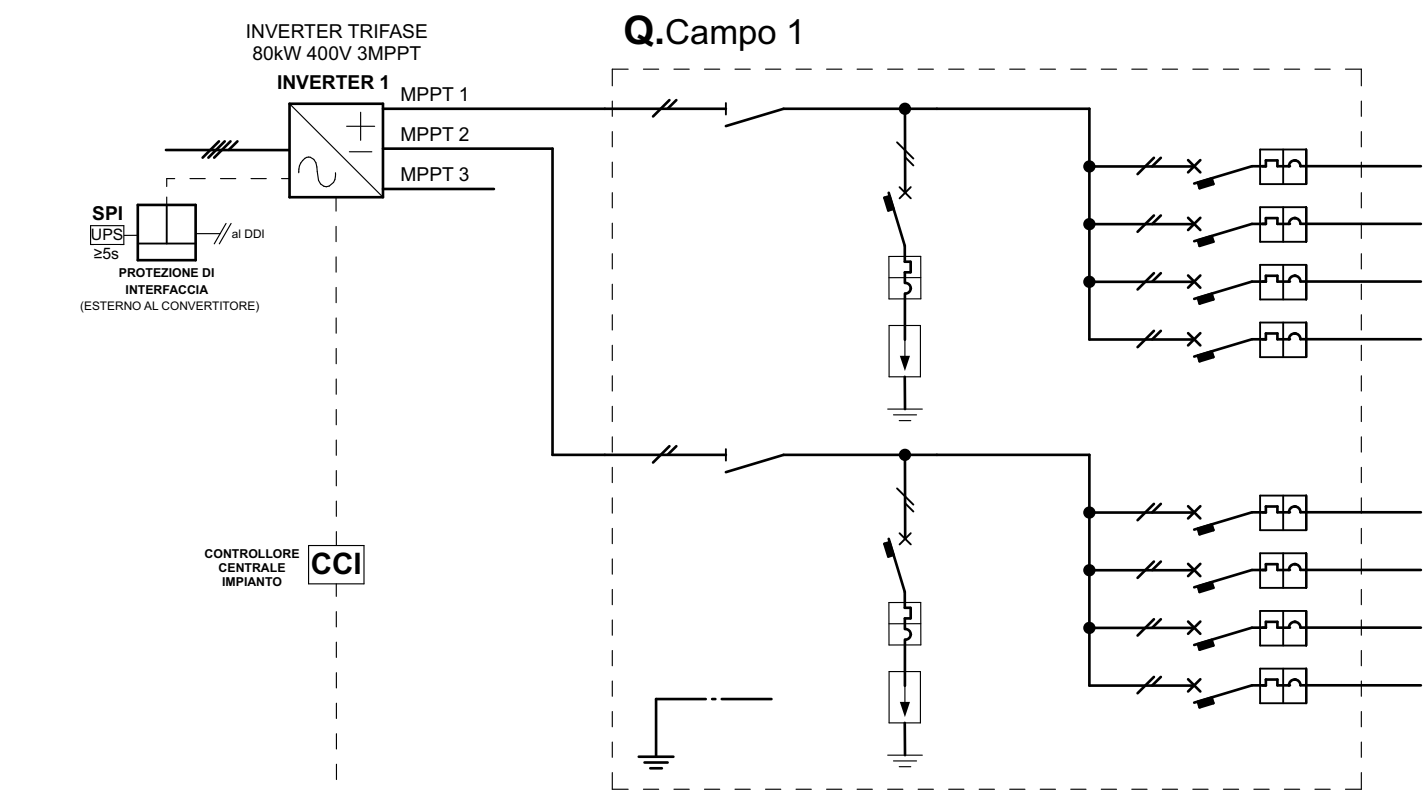 INVERTER TRIFASE
80kW 400V 3MPPT
INVERTER 1
Q.Campo 1
MPPT 1
MPPT 2
MPPT 3
SPI
UPS
≥5s
al DDI
PROTEZIONE DI
INTERFACCIA
(ESTERNO AL CONVERTITORE)
CONTROLLORE
CENTRALE
IMPIANTO
CCI